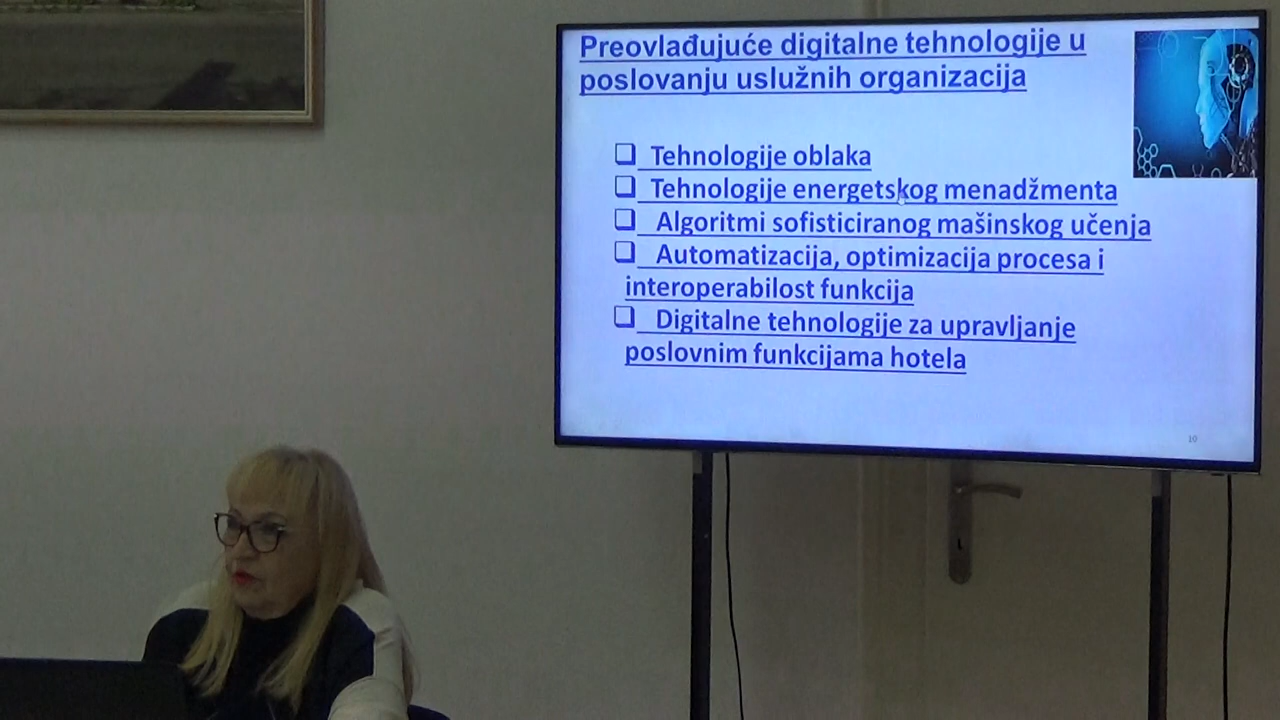 Preovlađujuće digitalne tehnologije u
poslovanju uslužnih organizacija
Tehnologije oblaka
Tehnologije energetskog menadžmenta
Algoritmi sofisticiranog mašinskog učenja
Automatizacija, optimizacija procesa i
interoperabilost funkcija
Digitalne tehnologije za upravljanje
poslovnim funkcijama hotela
10